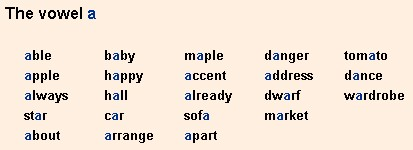 The vowel a
able baby maple danger tomato
apple happy accent address dance
always hall already dwarf wardrobe
star car sofa market
about arrange apart